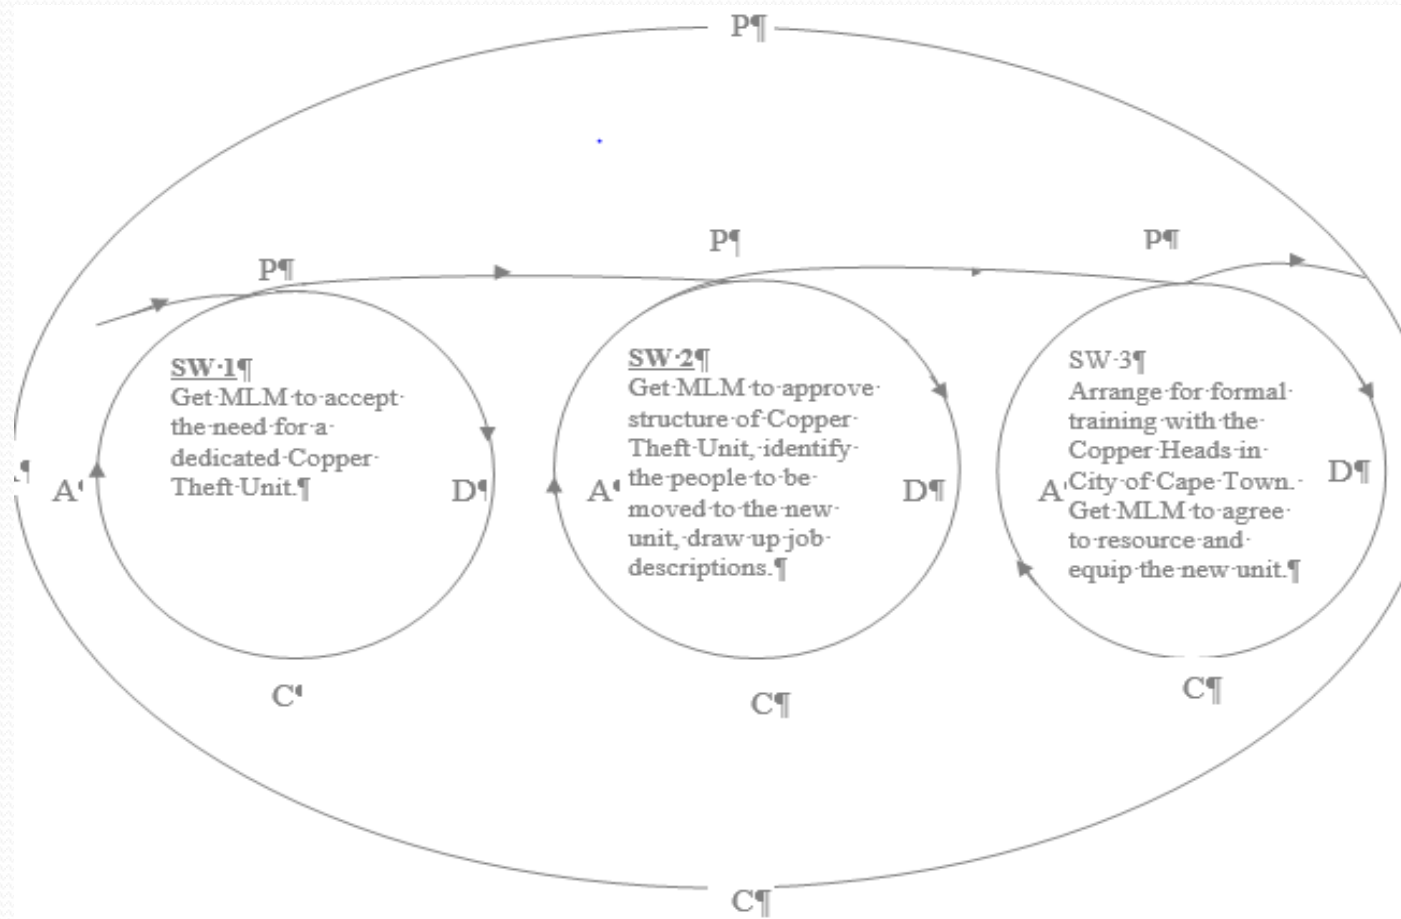 P¶
P¶
P¶
P¶
SW·1¶
Get·MLM·to·accept·
the·need·for·a·
dedicated·Copper·
Theft·Unit.¶
A
D¶
C
SW·2¶
Get·MLM·to·approve·
structure·of·Copper·
Theft·Unit,·identify·
the·people·to·be·
moved·to·the·new·
unit,·draw·up·job·
descriptions.¶
A
D¶
C¶
SW·3¶
Arrange·for·formal·
training·with·the·
Copper·Heads·in·
City·of·Cape·Town.·
Get·MLM·to·agree·
to·resource·and·
equip·the·new·unit.¶
A
D¶
C¶
¶
C¶